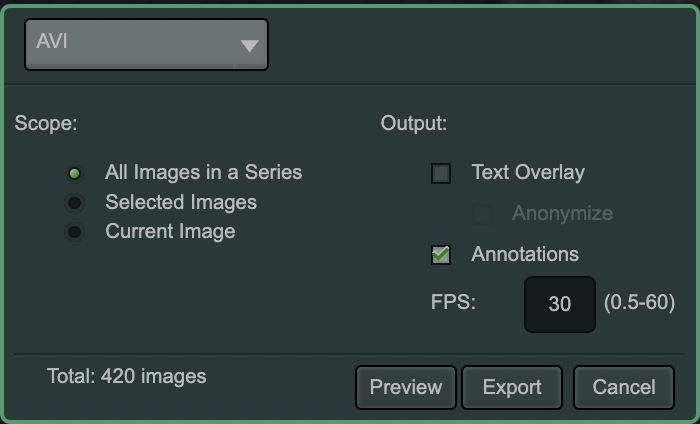 AVI
Scope:
Output:
All Images in a Series
Selected Images
Current Image
Text Overlay
Anonymize
Annotations
FPS: 30 (0.5-60)
Total: 420 images
Preview Export Cancel